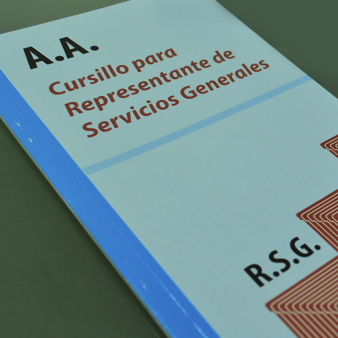 A.A.
Cursillo para
Representante de
Servicios Generales
R.S.G.